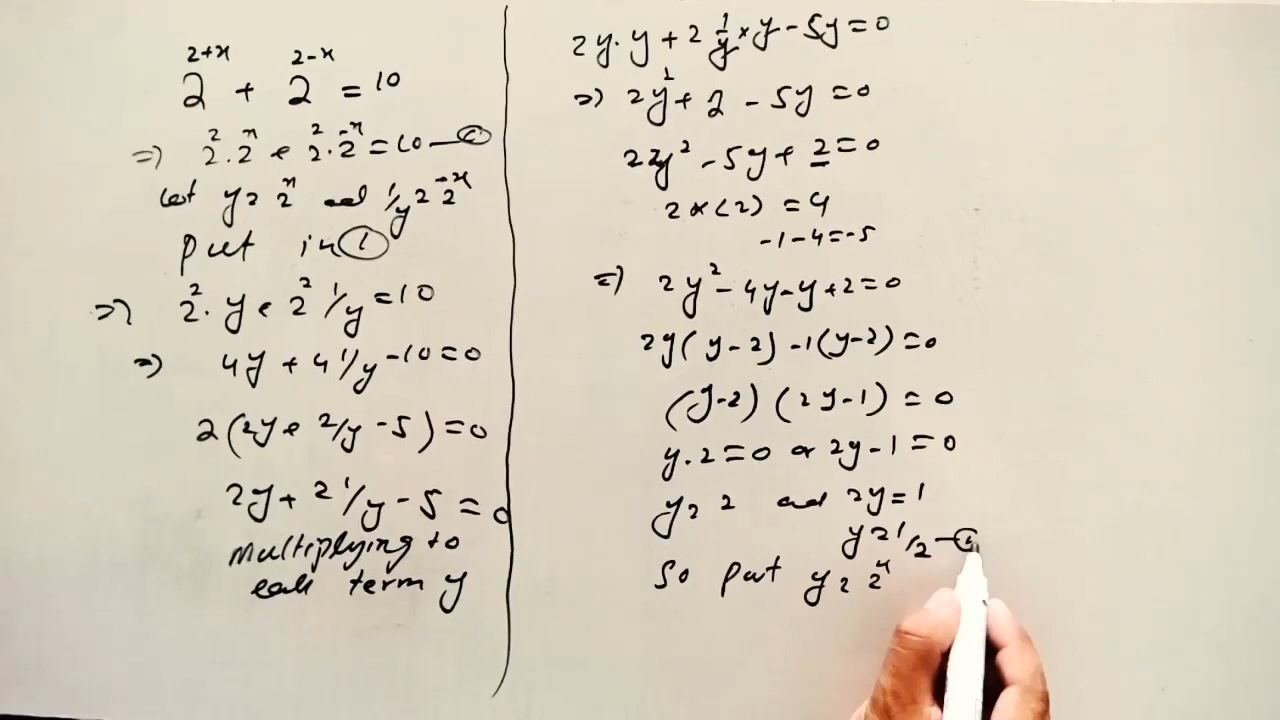 2^(2+x) + 2^(2-x) = 10
=> 2^2 . 2^x + 2^2 . 2^-x = 10 — ①
Let y = 2^x and 1/y = 2^-x
put in ①
=> 2^2 . y + 2^2 1/y = 10
=> 4y + 4 1/y - 10 = 0
2(2y + 2/y - 5) = 0
2y + 2 1/y - 5 = 0
multiplying to
each term y
2y . y + 2 1/y × y - 5y = 0
=> 2y^2 + 2 - 5y = 0
2y^2 - 5y + 2 = 0
2 × (2) = 4
-1 - 4 = -5
=> 2y^2 - 4y - y + 2 = 0
2y(y - 2) - 1(y - 2) = 0
(y - 2) (2y - 1) = 0
y - 2 = 0 or 2y - 1 = 0
y = 2 and 2y = 1
y = 1/2 —
So put y = 2^x